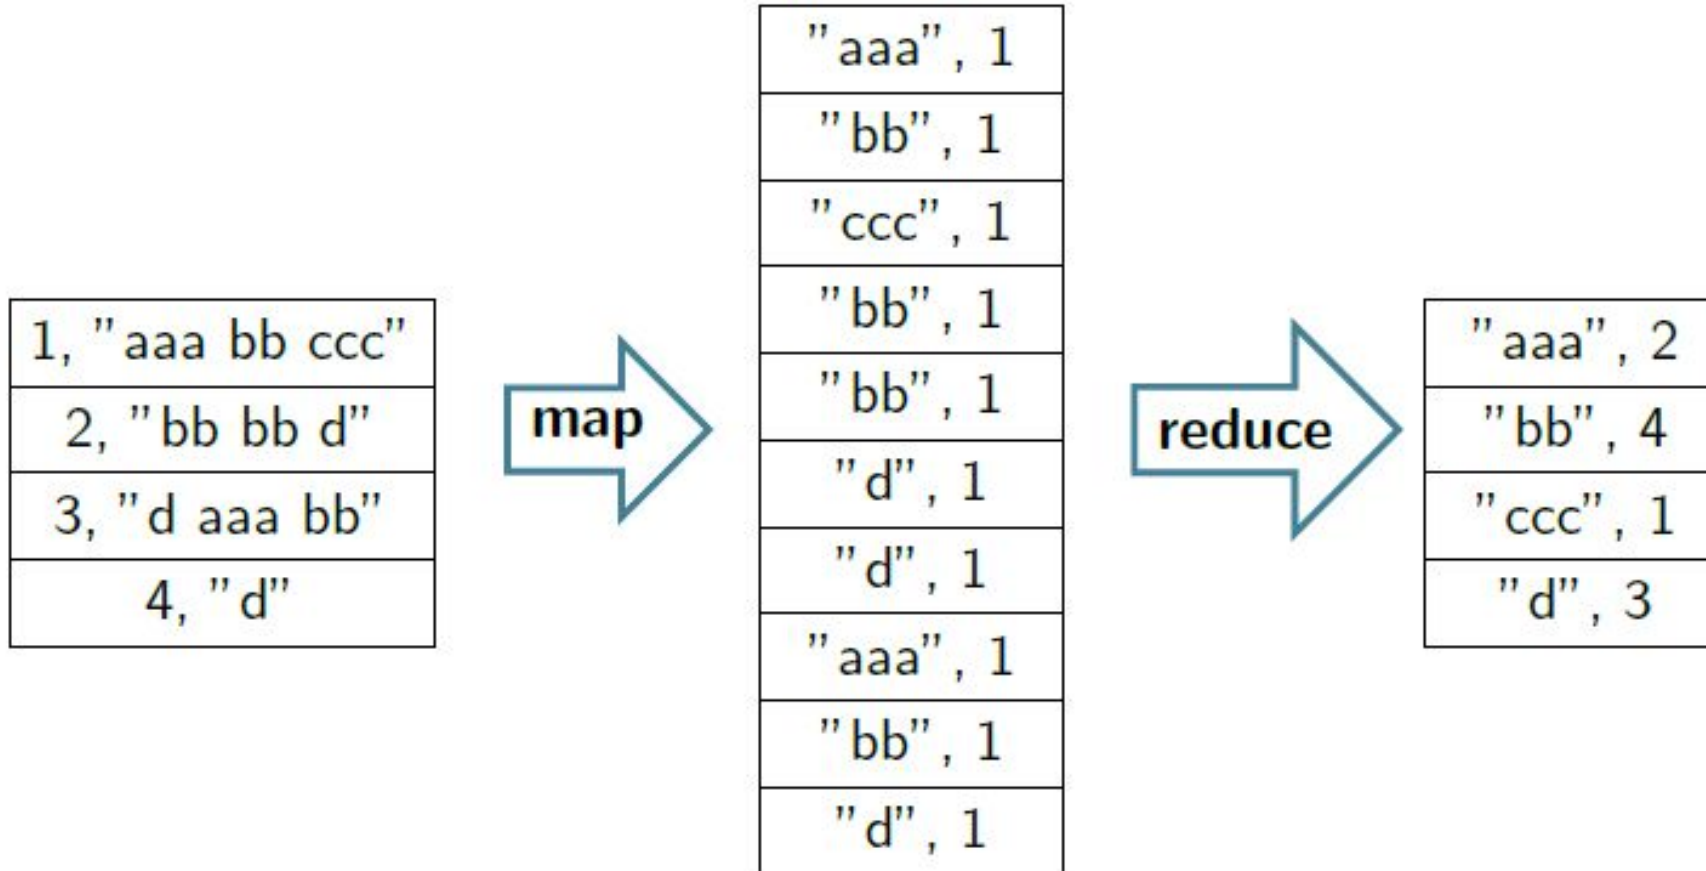 1, "aaa bb ccc"
2, "bb bb d"
3, "d aaa bb"
4, "d"
map
"aaa", 1
"bb", 1
"ccc", 1
"bb", 1
"bb", 1
"d", 1
"d", 1
"aaa", 1
"bb", 1
"d", 1
reduce
"aaa", 2
"bb", 4
"ccc", 1
"d", 3